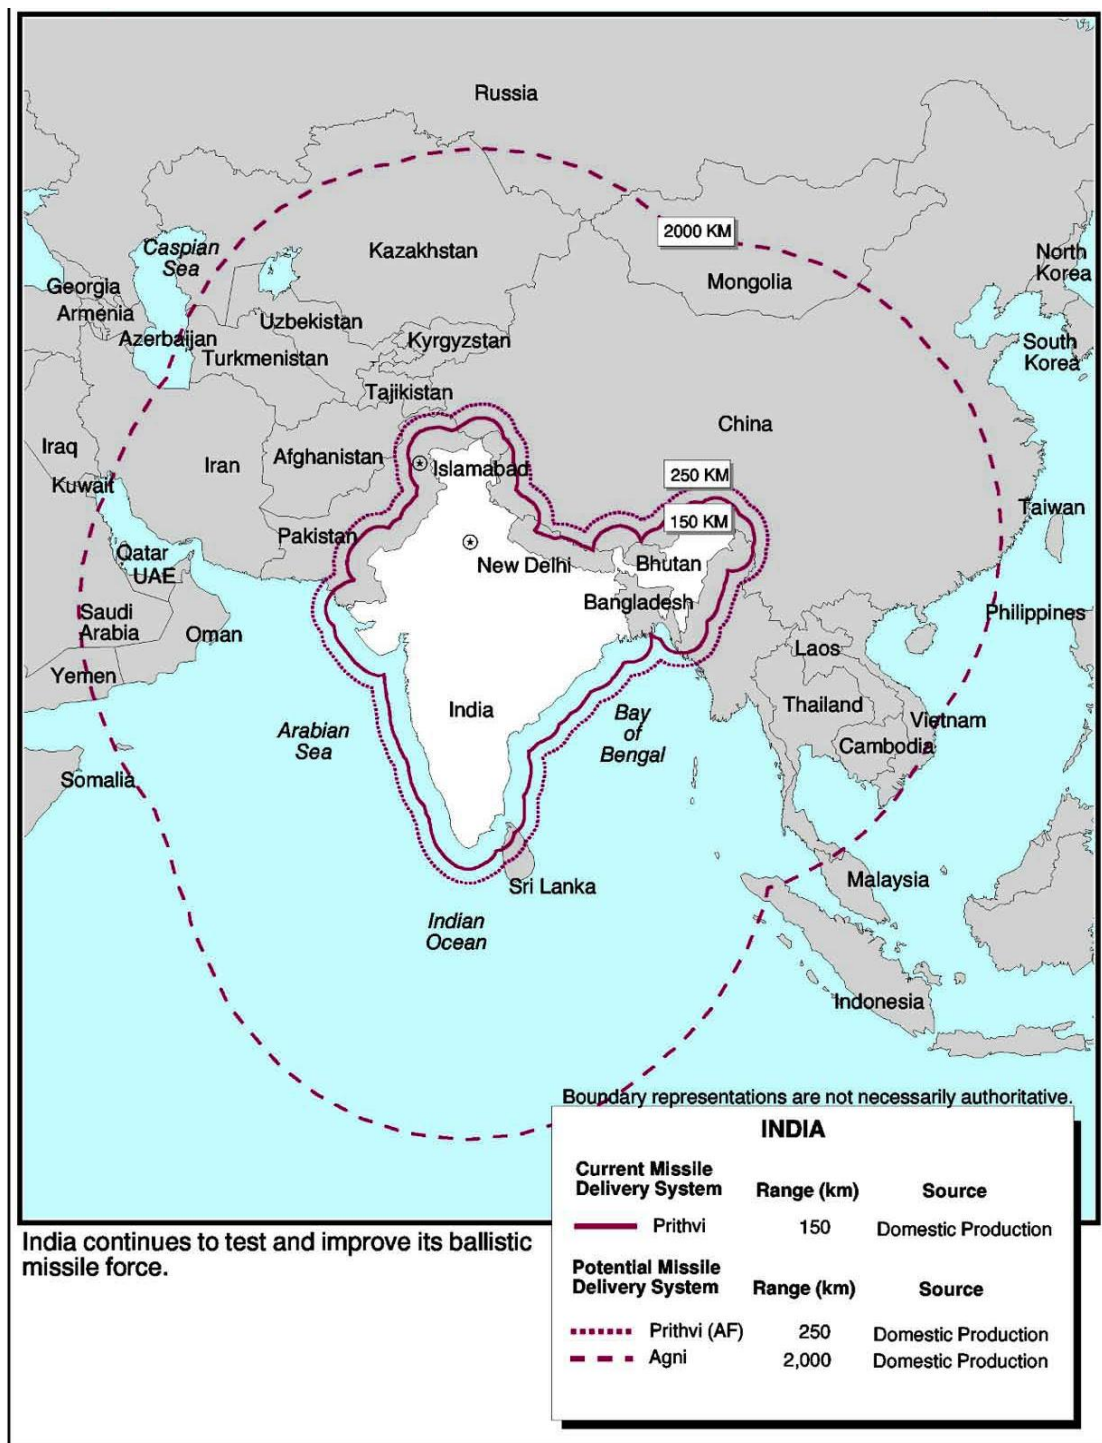 Russia
2000 KM
Caspian
Sea
Kazakhstan
North
Korea
Mongolia
Georgia
Armenia
Uzbekistan
Azerbaijan
Kyrgyzstan
South
Korea
Turkmenistan
Tajikistan
China
Iraq
Iran
Afghanistan
Islamabad
250 KM
Kuwait
Taiwan
150 KM
Pakistan
Qatar
New Delhi
Bhutan
UAE
Bangladesh
Saudi
Arabia
Philippines
Oman
Laos
Yemen
India
Thailand
Vietnam
Bay
of
Bengal
Arabian
Sea
Cambodia
Somalia
Malaysia
Sri Lanka
Indian
Ocean
Indonesia
Boundary representations are not necessarily authoritative.
INDIA
Current Missile
Delivery System Range (km) Source
Prithvi 150 Domestic Production
Potential Missile
Delivery System Range (km) Source
Prithvi (AF) 250 Domestic Production
Agni 2,000 Domestic Production
India continues to test and improve its ballistic
missile force.